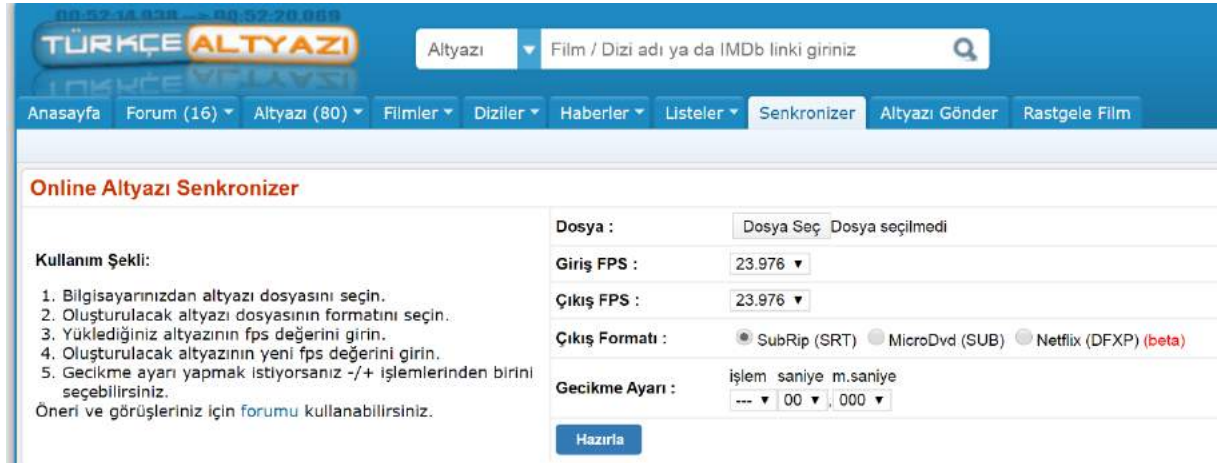 00:52:14.938 --> 00:52:20.069
TÜRKÇE ALTYAZI
Altyazı Film / Dizi adı ya da IMDb linki giriniz
Anasayfa Forum (16) Altyazı (80) Filmler Diziler Haberler Listeler Senkronizer Altyazı Gönder Rastgele Film
Online Altyazı Senkronizer
Kullanım Şekli:
1. Bilgisayarınızdan altyazı dosyasını seçin.
2. Oluşturulacak altyazı dosyasının formatını seçin.
3. Yüklediğiniz altyazının fps değerini girin.
4. Oluşturulacak altyazının yeni fps değerini girin.
5. Gecikme ayarı yapmak istiyorsanız -/+ işlemlerinden birini
seçebilirsiniz.
Öneri ve görüşleriniz için forumu kullanabilirsiniz.
Dosya : Dosya Seç Dosya seçilmedi
Giriş FPS : 23.976
Çıkış FPS : 23.976
Çıkış Formatı : SubRip (SRT) MicroDvd (SUB) Netflix (DFXP) (beta)
işlem saniye m.saniye
Gecikme Ayarı : --- 00 , 000
Hazırla